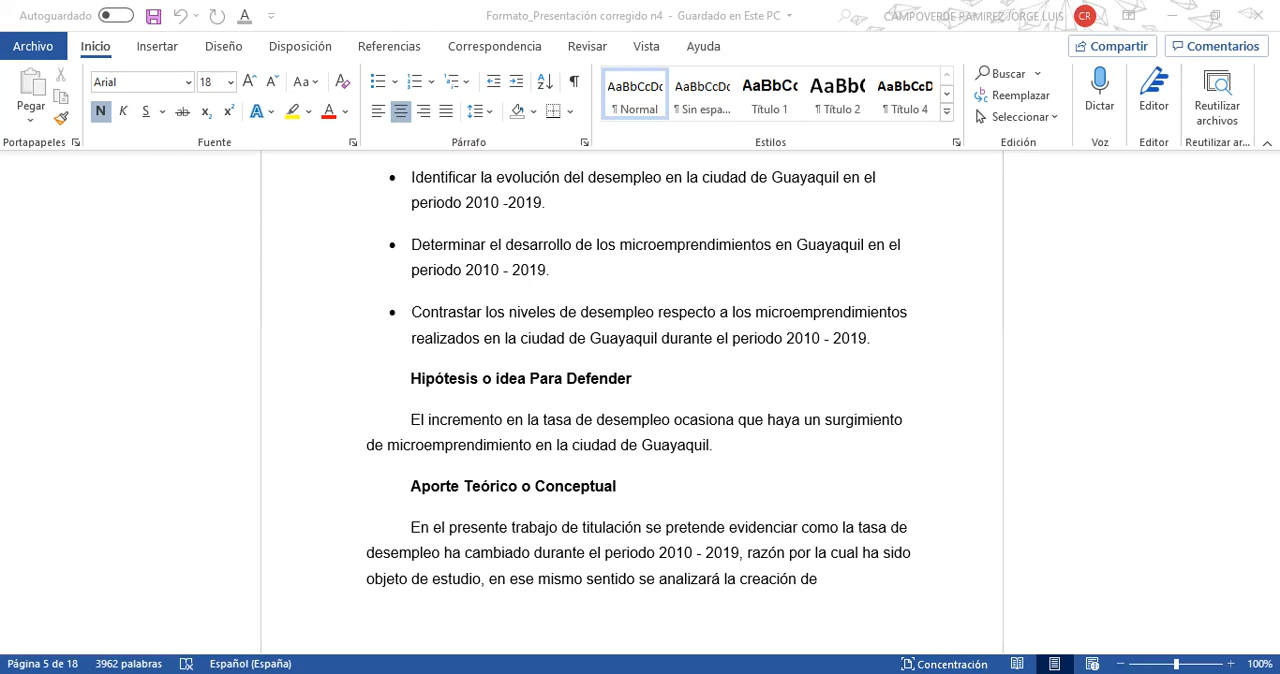 Autoguardado
Formato_Presentación corregido n4 - Guardado en Este PC
CAMPOVERDE RAMIREZ JORGE LUIS CR
Archivo Inicio Insertar Diseño Disposición Referencias Correspondencia Revisar Vista Ayuda Compartir Comentarios
Pegar
Portapapeles
Arial 18
N K S ab x₂ x² A A
Fuente
Párrafo
AaBbCcDc AaBbCcDc AaBbCc AaBbC AaBbCcD
¶ Normal ¶ Sin espa... ¶ Título 1 ¶ Título 2 ¶ Título 4
Estilos
Buscar
Reemplazar
Seleccionar
Edición
Dictar
Voz
Editor
Editor
Reutilizar archivos
Reutilizar ar...
• Identificar la evolución del desempleo en la ciudad de Guayaquil en el
periodo 2010 -2019.
• Determinar el desarrollo de los microemprendimientos en Guayaquil en el
periodo 2010 - 2019.
• Contrastar los niveles de desempleo respecto a los microemprendimientos
realizados en la ciudad de Guayaquil durante el periodo 2010 - 2019.
Hipótesis o idea Para Defender
El incremento en la tasa de desempleo ocasiona que haya un surgimiento
de microemprendimiento en la ciudad de Guayaquil.
Aporte Teórico o Conceptual
En el presente trabajo de titulación se pretende evidenciar como la tasa de
desempleo ha cambiado durante el periodo 2010 - 2019, razón por la cual ha sido
objeto de estudio, en ese mismo sentido se analizará la creación de
Página 5 de 18 3962 palabras Español (España) Concentración 100%